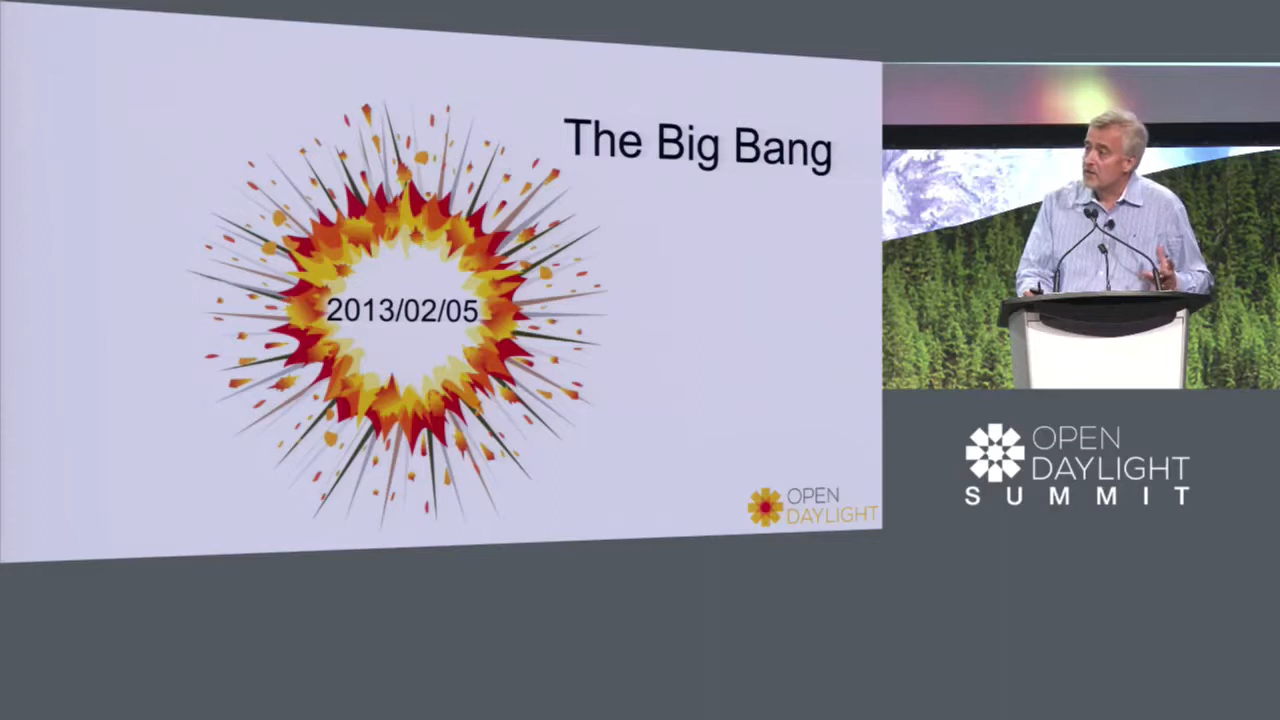 The Big Bang
2013/02/05
OPEN
DAYLIGHT
OPEN
DAYLIGHT
SUMMIT